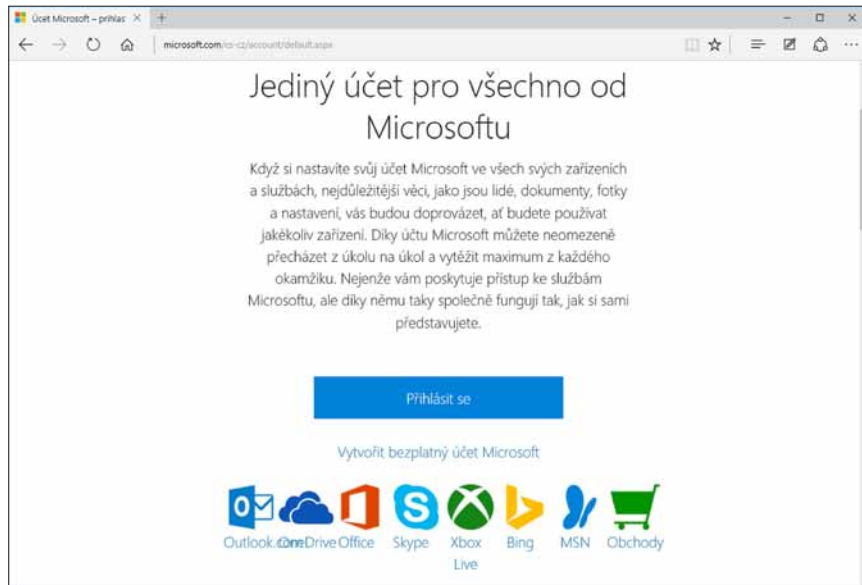 Účet Microsoft – prihlas
microsoft.com/cs-cz/account/default.aspx
Jediný účet pro všechno od
Microsoftu
Když si nastavíte svůj účet Microsoft ve všech svých zařízeních
a službách, nejdůležitější věci, jako jsou lidé, dokumenty, fotky
a nastavení, vás budou doprovázet, ať budete používat
jakékoliv zařízení. Díky účtu Microsoft můžete neomezeně
přecházet z úkolu na úkol a vytěžit maximum z každého
okamžiku. Nejenže vám poskytuje přístup ke službám
Microsoftu, ale díky němu taky společně fungují tak, jak si sami
představujete.
Přihlásit se
Vytvořit bezplatný účet Microsoft
Outlook.com OneDrive Office Skype Xbox Bing MSN Obchody
Live